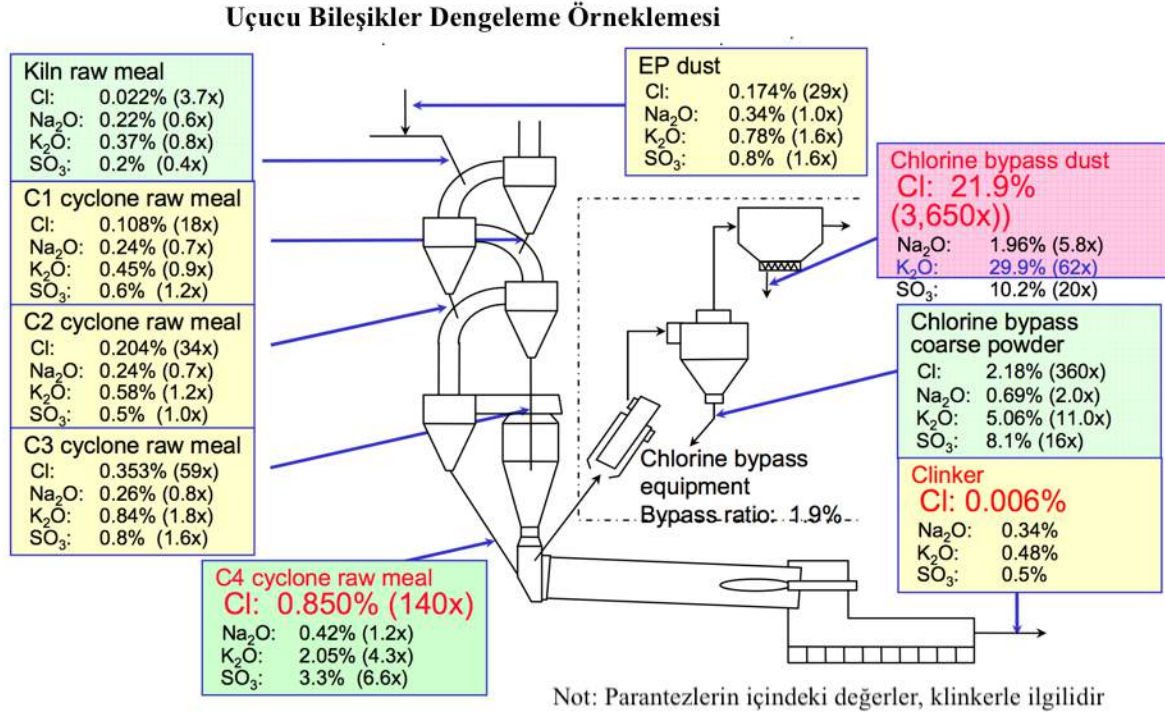 Uçucu Bileşikler Dengeleme Örneklemesi
Kiln raw meal
Cl: 0.022% (3.7x)
Na₂O: 0.22% (0.6x)
K₂O: 0.37% (0.8x)
SO₃: 0.2% (0.4x)
C1 cyclone raw meal
Cl: 0.108% (18x)
Na₂O: 0.24% (0.7x)
K₂O: 0.45% (0.9x)
SO₃: 0.6% (1.2x)
C2 cyclone raw meal
Cl: 0.204% (34x)
Na₂O: 0.24% (0.7x)
K₂O: 0.58% (1.2x)
SO₃: 0.5% (1.0x)
C3 cyclone raw meal
Cl: 0.353% (59x)
Na₂O: 0.26% (0.8x)
K₂O: 0.84% (1.8x)
SO₃: 0.8% (1.6x)
C4 cyclone raw meal
Cl: 0.850% (140x)
Na₂O: 0.42% (1.2x)
K₂O: 2.05% (4.3x)
SO₃: 3.3% (6.6x)
EP dust
Cl: 0.174% (29x)
Na₂O: 0.34% (1.0x)
K₂O: 0.78% (1.6x)
SO₃: 0.8% (1.6x)
Chlorine bypass dust
Cl: 21.9%
(3,650x))
Na₂O: 1.96% (5.8x)
K₂O: 29.9% (62x)
SO₃: 10.2% (20x)
Chlorine bypass
coarse powder
Cl: 2.18% (360x)
Na₂O: 0.69% (2.0x)
K₂O: 5.06% (11.0x)
SO₃: 8.1% (16x)
Chlorine bypass
equipment
Bypass ratio: 1.9%
Clinker
Cl: 0.006%
Na₂O: 0.34%
K₂O: 0.48%
SO₃: 0.5%
Not: Parantezlerin içindeki değerler, klinkerle ilgilidir